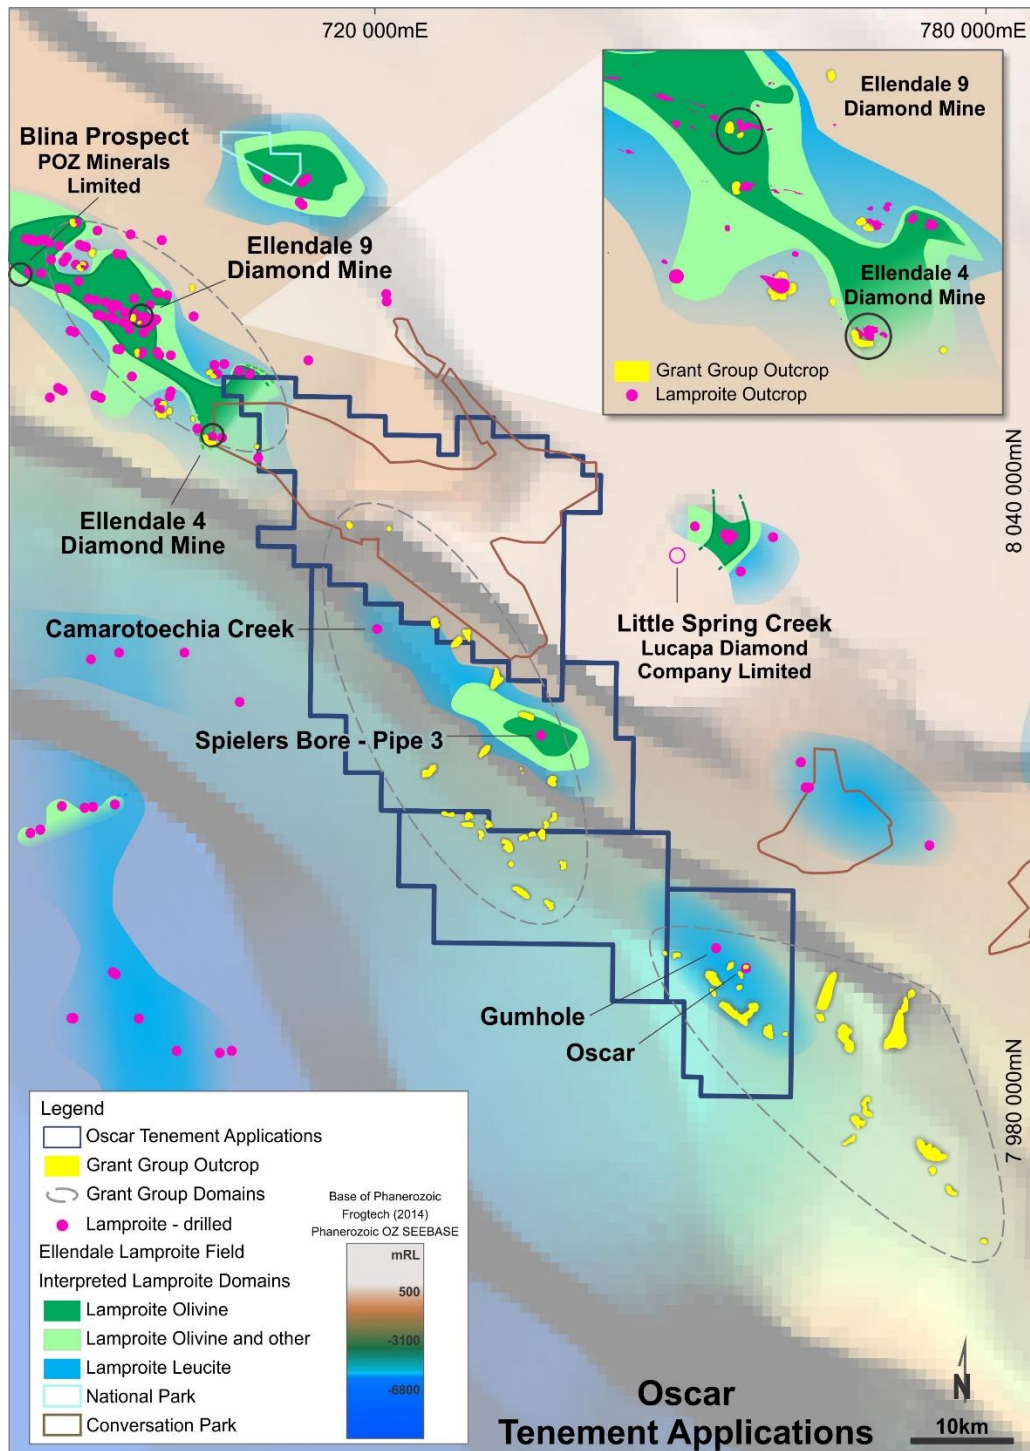 720 000mE
780 000mE
Blina Prospect
POZ Minerals
Limited
Ellendale 9
Diamond Mine
Ellendale 9
Diamond Mine
Ellendale 4
Diamond Mine
Grant Group Outcrop
Lamproite Outcrop
8 040 000mN
Ellendale 4
Diamond Mine
Camarotoechia Creek
Little Spring Creek
Lucapa Diamond
Company Limited
Spielers Bore - Pipe 3
Gumhole
Oscar
7 980 000mN
Legend
Oscar Tenement Applications
Grant Group Outcrop
Grant Group Domains
Lamproite - drilled
Ellendale Lamproite Field
Interpreted Lamproite Domains
Lamproite Olivine
Lamproite Olivine and other
Lamproite Leucite
National Park
Conversation Park
Base of Phanerozoic
Frogtech (2014)
Phanerozoic OZ SEEBASE
mRL
500
-3100
-6800
Oscar
Tenement Applications
N
10km